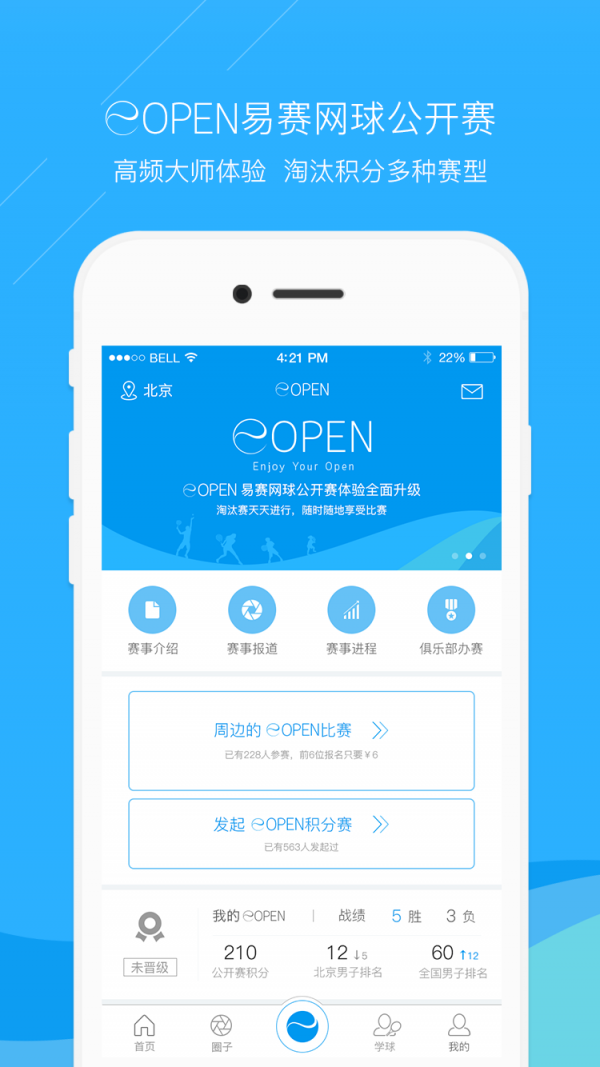 eOPEN易赛网球公开赛
高频大师体验 淘汰积分多种赛型
BELL 4:21 PM 22%
北京 eOPEN
eOPEN
Enjoy Your Open
eOPEN 易赛网球公开赛体验全面升级
淘汰赛天天进行，随时随地享受比赛
赛事介绍 赛事报道 赛事进程 俱乐部办赛
周边的 eOPEN比赛
已有228人参赛，前6位报名只要￥6
发起 eOPEN积分赛
已有563人发起过
我的 eOPEN | 战绩 5 胜 3 负
210 12 ↓5 60 ↑12
未晋级 公开赛积分 北京男子排名 全国男子排名
首页 圈子 学球 我的